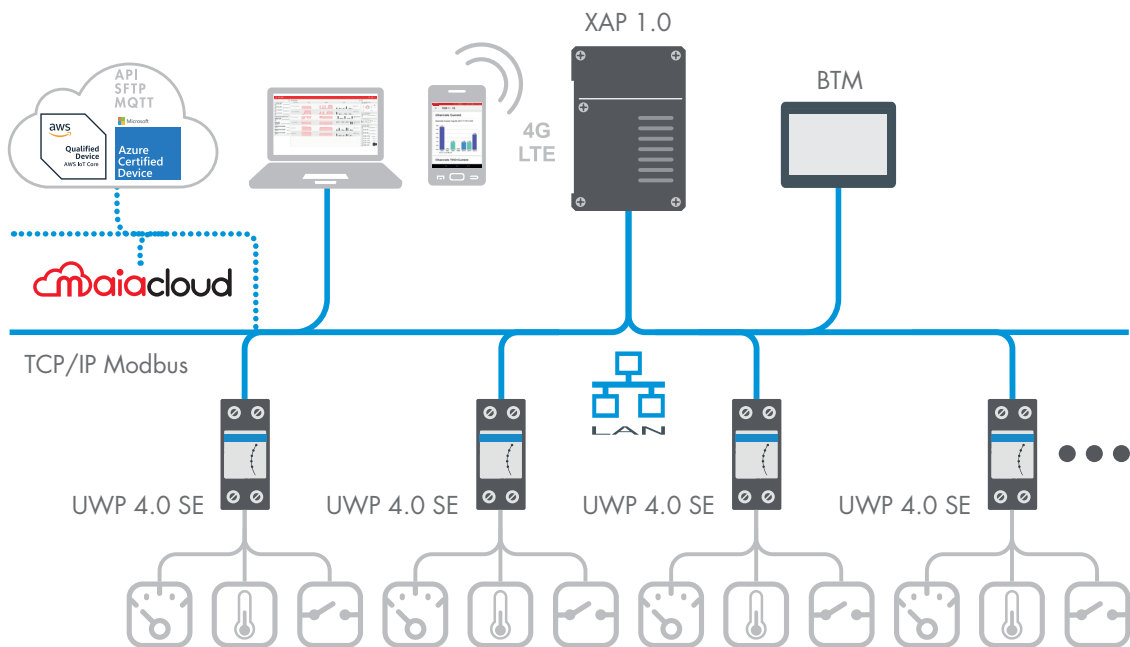 XAP 1.0
BTM
API
SFTP
MQTT
aws
Qualified
Device
AWS IoT Core
Microsoft
Azure
Certified
Device
4G
LTE
maiacloud
TCP/IP Modbus
LAN
UWP 4.0 SE
UWP 4.0 SE
UWP 4.0 SE
UWP 4.0 SE